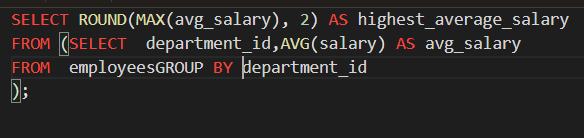 SELECT ROUND(MAX(avg_salary), 2) AS highest_average_salary
FROM (SELECT  department_id,AVG(salary) AS avg_salary
FROM  employeesGROUP BY department_id
);